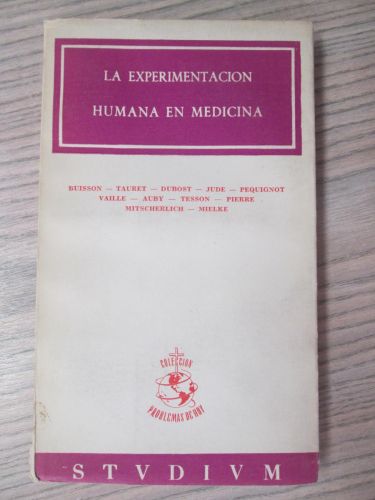 LA EXPERIMENTACION
HUMANA EN MEDICINA
BUISSON — TAURET — DUBOST — JUDE — PEQUIGNOT
VAILLE — AUBY — TESSON — PIERRE
MITSCHERLICH — MIELKE
COLECCION
PROBLEMAS DE HOY
STVDIVM